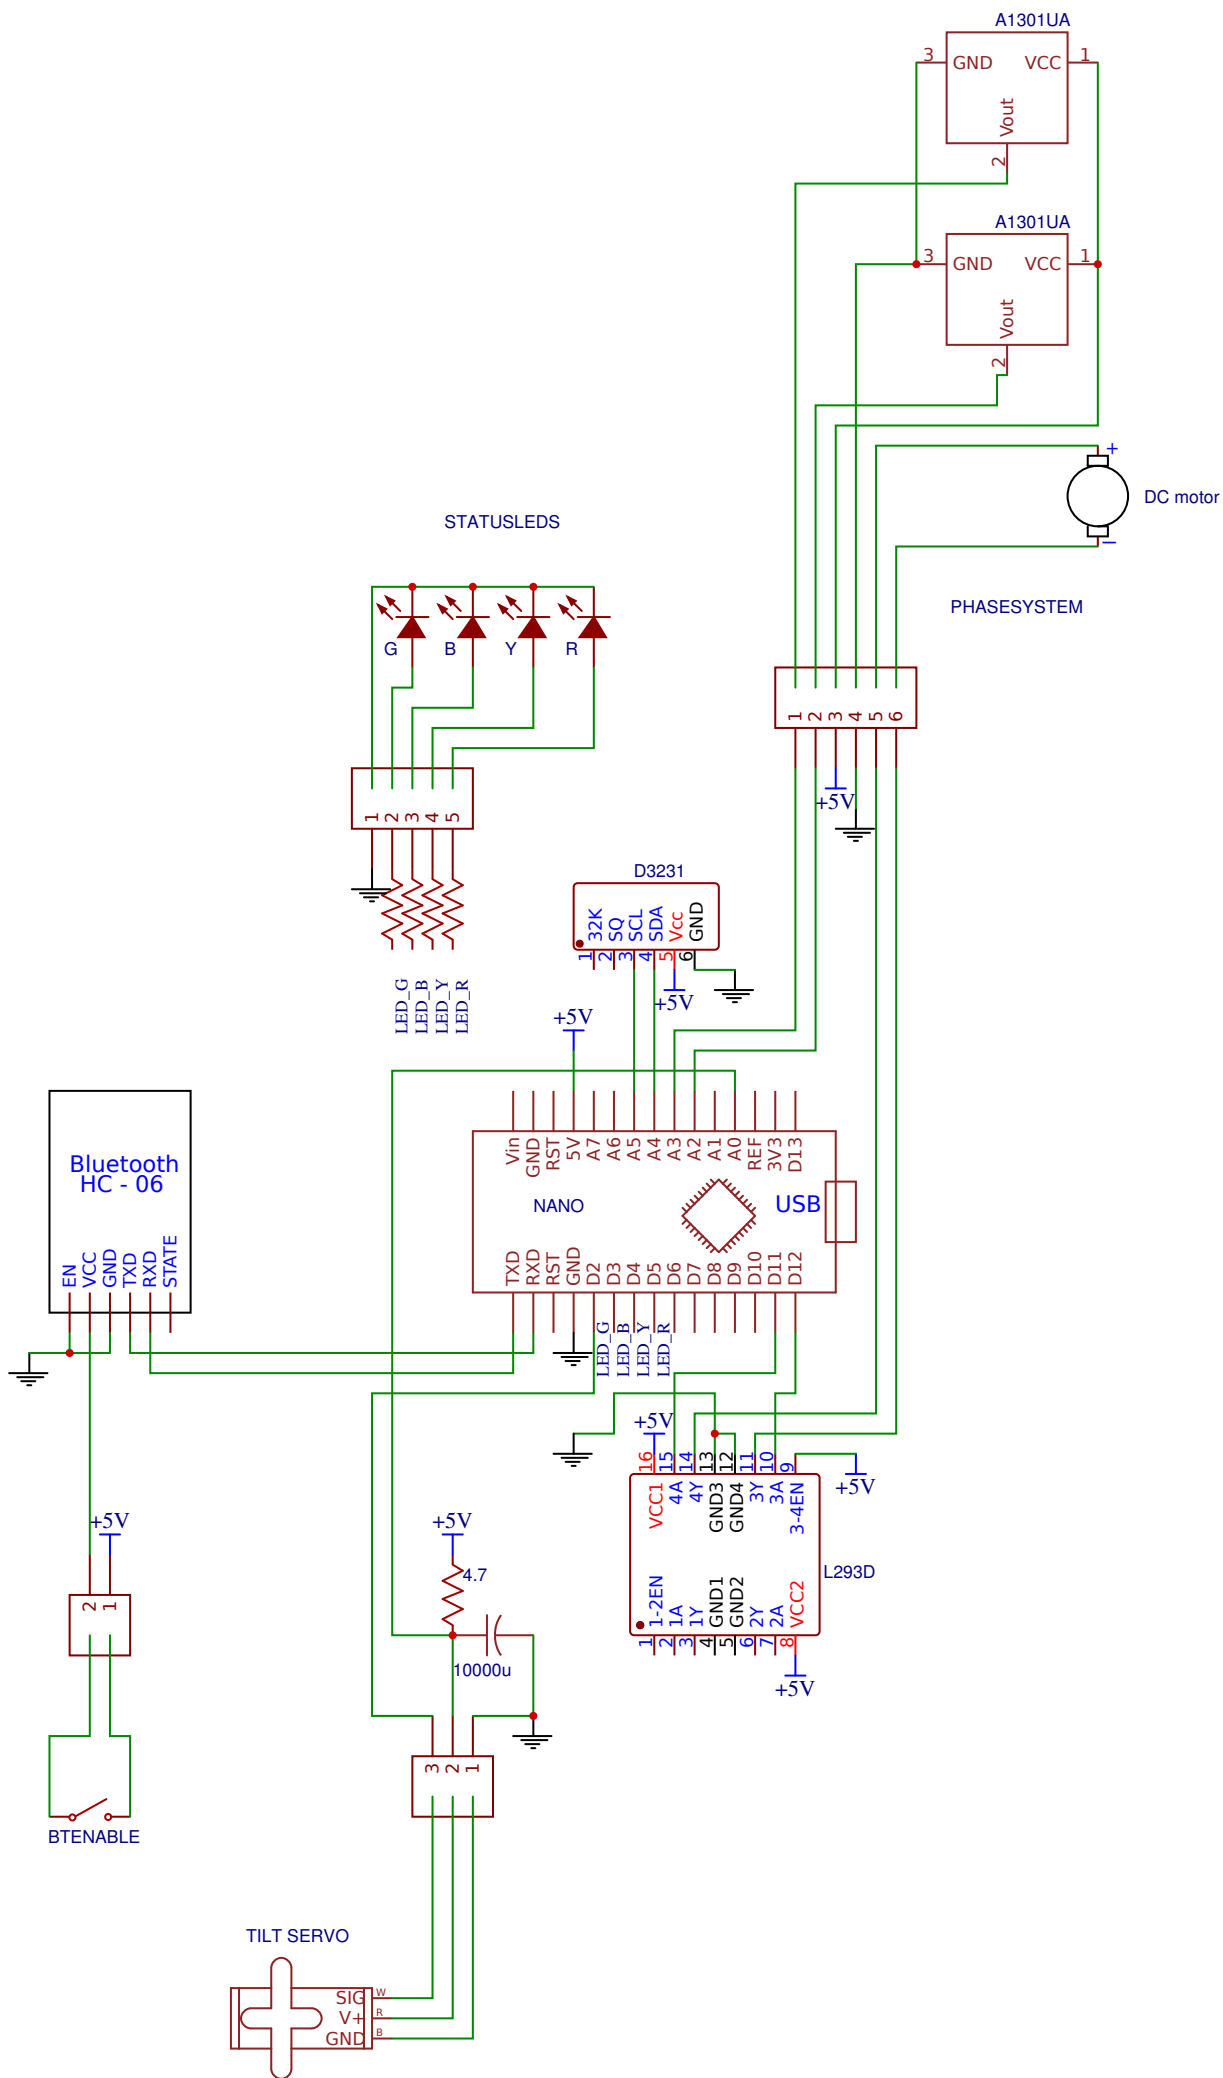 A1301UA
3 GND VCC 1
Vout
2
A1301UA
3 GND VCC 1
Vout
2
+
DC motor
−
STATUSLEDS
PHASESYSTEM
G B Y R
1 2 3 4 5 6
+5V
1 2 3 4 5
D3231
32K SQ SCL SDA Vcc GND
1 2 3 4 5 6
+5V
LED_G LED_B LED_Y LED_R
+5V
Vin GND RST 5V A7 A6 A5 A4 A3 A2 A1 A0 REF 3V3 D13
NANO
USB
TXD RXD RST GND D2 D3 D4 D5 D6 D7 D8 D9 D10 D11 D12
LED_G LED_B LED_Y LED_R
Bluetooth
HC - 06
EN VCC GND TXD RXD STATE
+5V
16 15 14 13 12 11 10 9
VCC1 4A 4Y GND3 GND4 3Y 3A 3-4EN
+5V
L293D
1-2EN 1A 1Y GND1 GND2 2Y 2A VCC2
1 2 3 4 5 6 7 8
+5V
+5V
2 1
BTENABLE
+5V
4.7
10000u
3 2 1
TILT SERVO
SIG W
V+ R
GND B